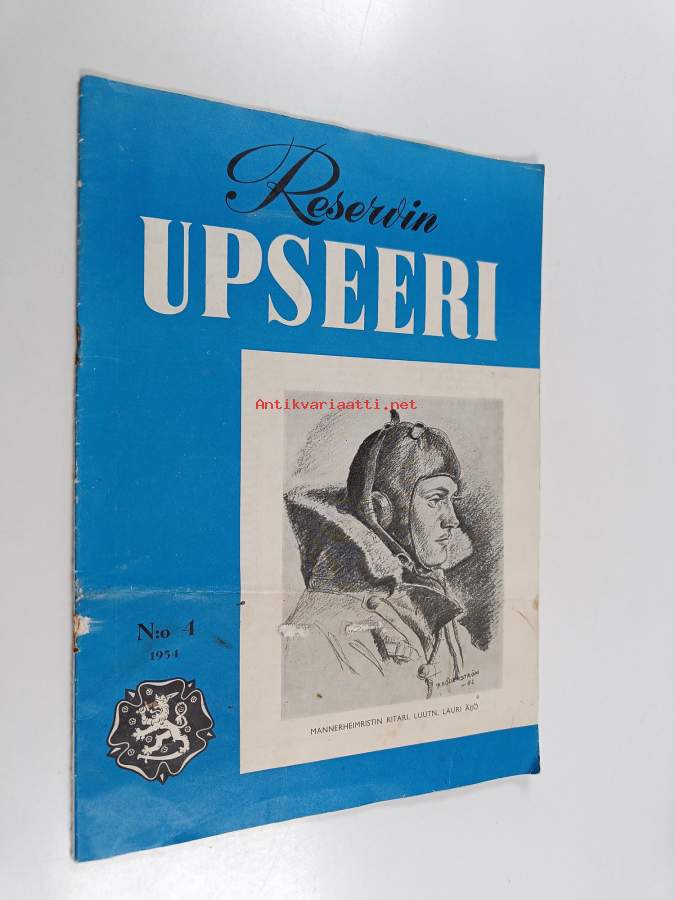 Reservin
UPSEERI
Antikvariaatti.net
MANNERHEIMRISTIN RITARI, LUUTN. LAURI ÄIJÖ
N:o 4
1954